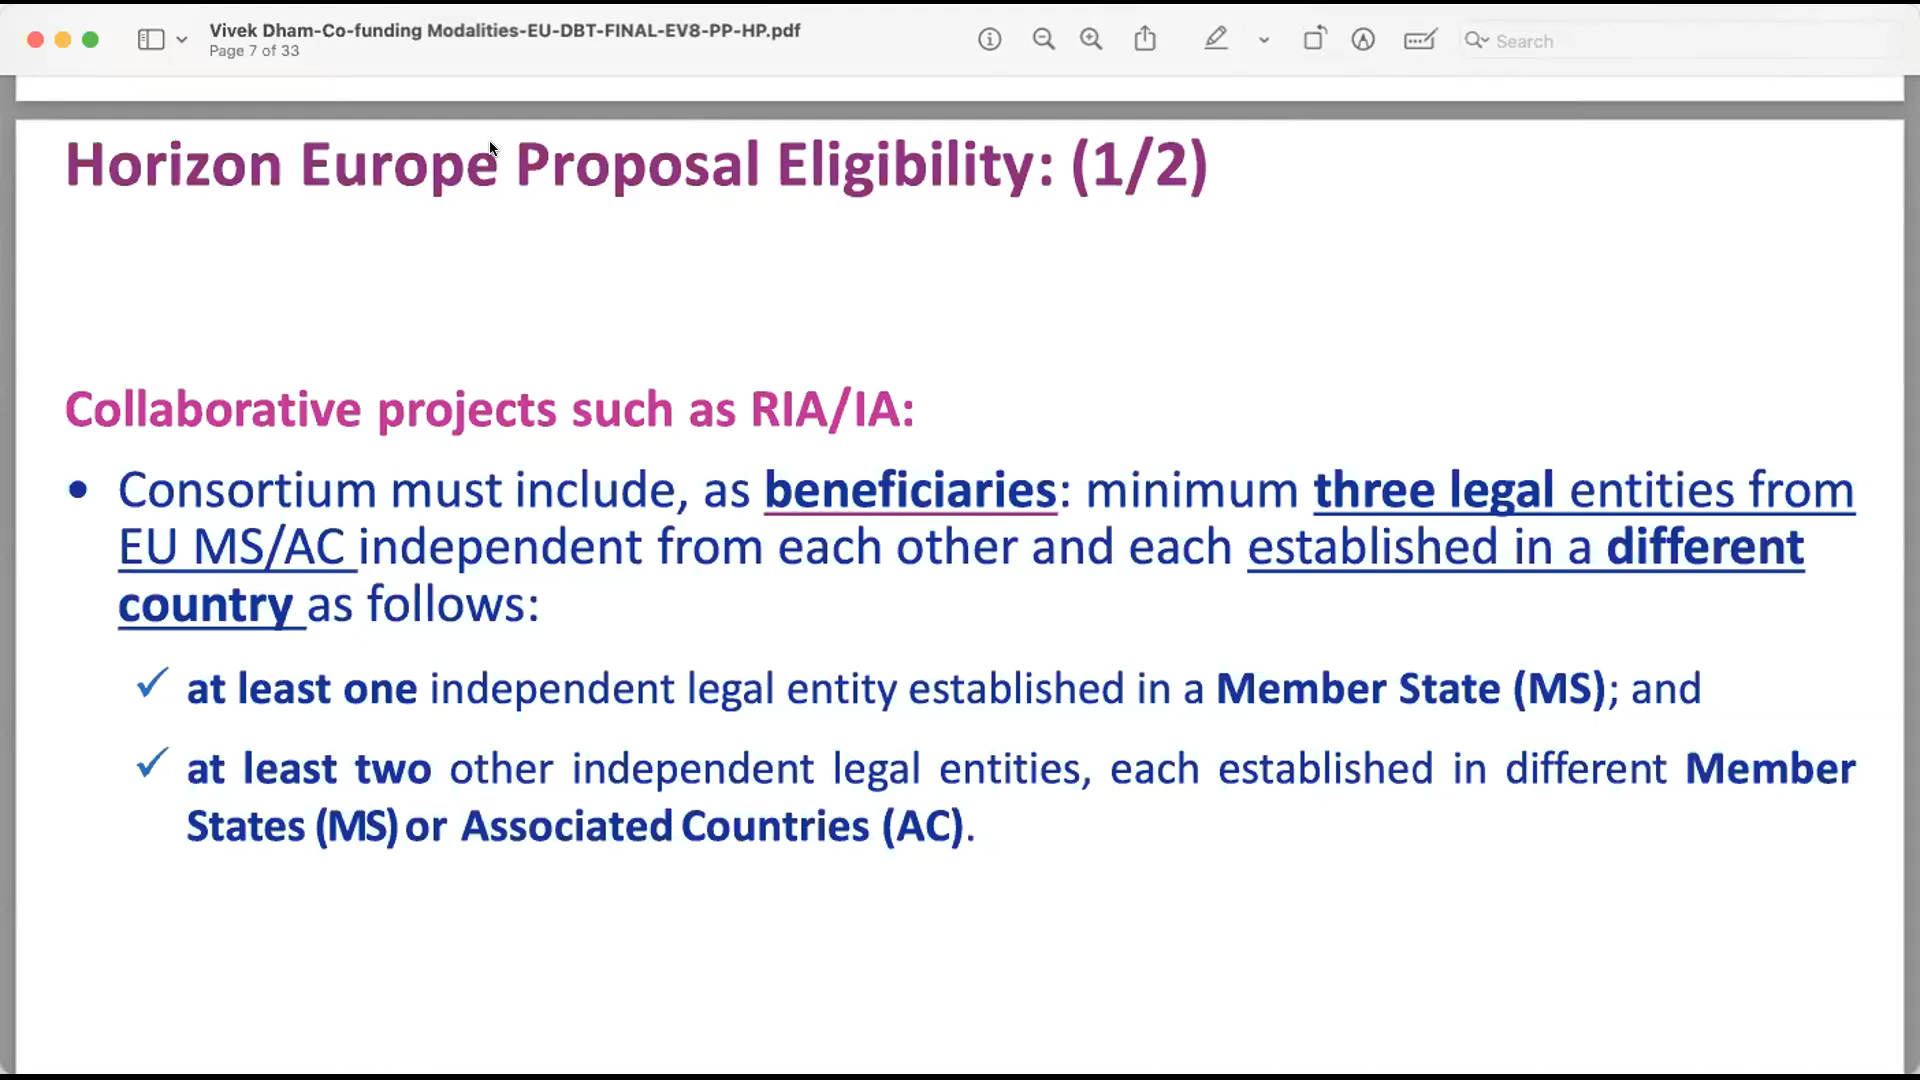 Vivek Dham-Co-funding Modalities-EU-DBT-FINAL-EV8-PP-HP.pdf
Page 7 of 33
Search
Horizon Europe Proposal Eligibility: (1/2)
Collaborative projects such as RIA/IA:
• Consortium must include, as beneficiaries: minimum three legal entities from
EU MS/AC independent from each other and each established in a different
country as follows:
✓ at least one independent legal entity established in a Member State (MS); and
✓ at least two other independent legal entities, each established in different Member
States (MS) or Associated Countries (AC).